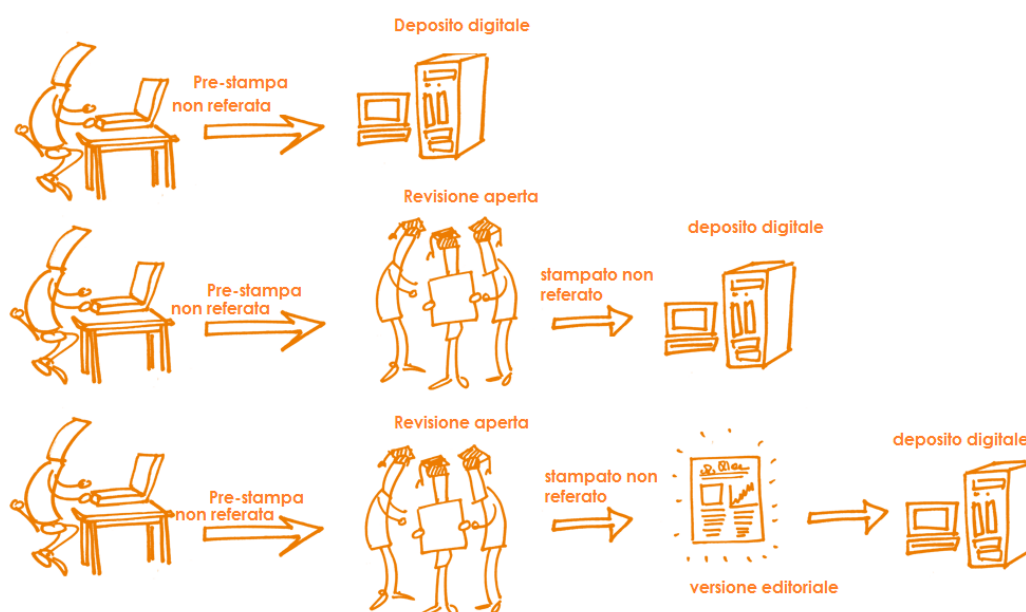 Deposito digitale
Pre-stampa
non referata
Revisione aperta
deposito digitale
Pre-stampa
non referata
stampato non
referato
Revisione aperta
deposito digitale
Pre-stampa
non referata
stampato non
referato
versione editoriale